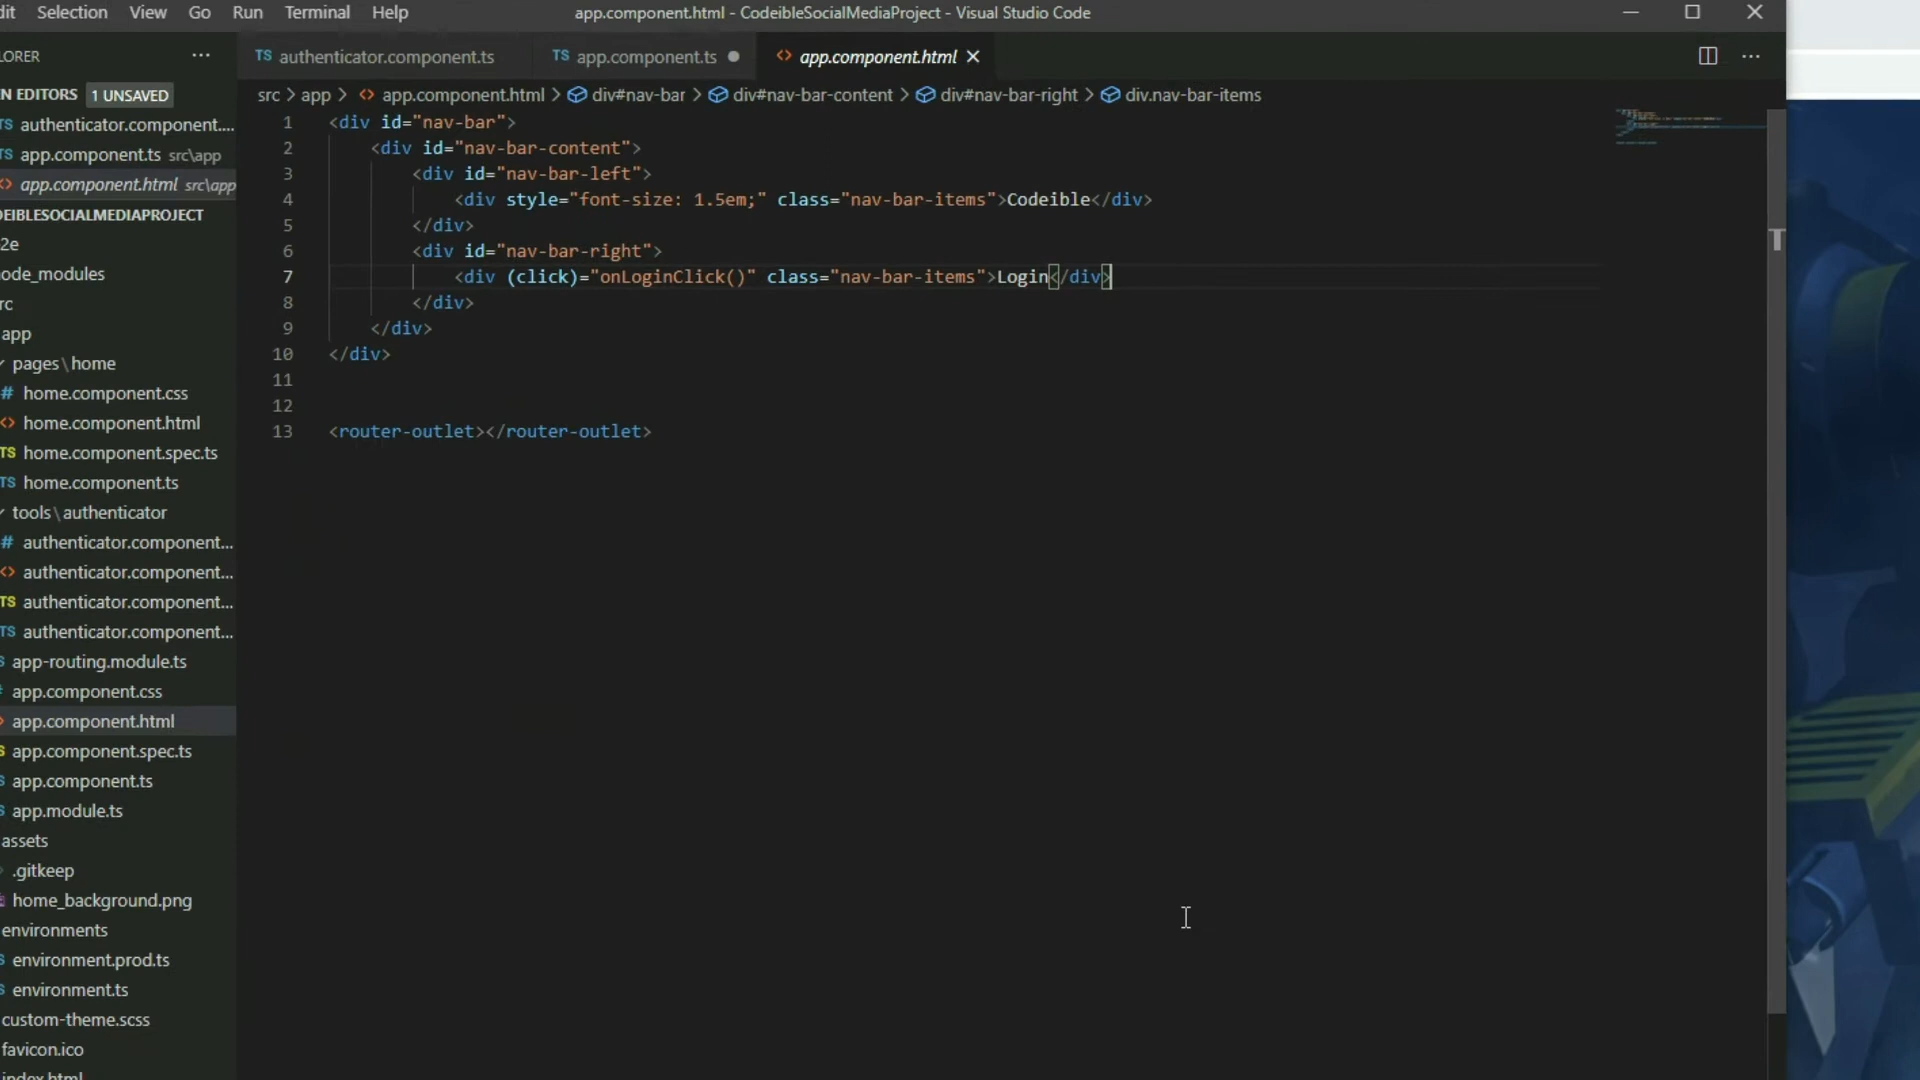 dit Selection View Go Run Terminal Help app.component.html - CodeibleSocialMediaProject - Visual Studio Code
LORER ···
TS authenticator.component.ts
TS app.component.ts
<> app.component.html
N EDITORS 1 UNSAVED
src > app > <> app.component.html > div#nav-bar > div#nav-bar-content > div#nav-bar-right > div.nav-bar-items
TS authenticator.component....
TS app.component.ts src\app
<> app.component.html src\app
DEIBLESOCIALMEDIAPROJECT
2e
ode_modules
rc
app
pages\home
# home.component.css
<> home.component.html
TS home.component.spec.ts
TS home.component.ts
tools\authenticator
# authenticator.component...
<> authenticator.component...
TS authenticator.component...
TS authenticator.component...
S app-routing.module.ts
app.component.css
> app.component.html
S app.component.spec.ts
S app.component.ts
S app.module.ts
assets
.gitkeep
home_background.png
environments
S environment.prod.ts
S environment.ts
custom-theme.scss
favicon.ico
index.html
1 <div id="nav-bar">
2 <div id="nav-bar-content">
3 <div id="nav-bar-left">
4 <div style="font-size: 1.5em;" class="nav-bar-items">Codeible</div>
5 </div>
6 <div id="nav-bar-right">
7 <div (click)="onLoginClick()" class="nav-bar-items">Login</div>
8 </div>
9 </div>
10 </div>
11
12
13 <router-outlet></router-outlet>